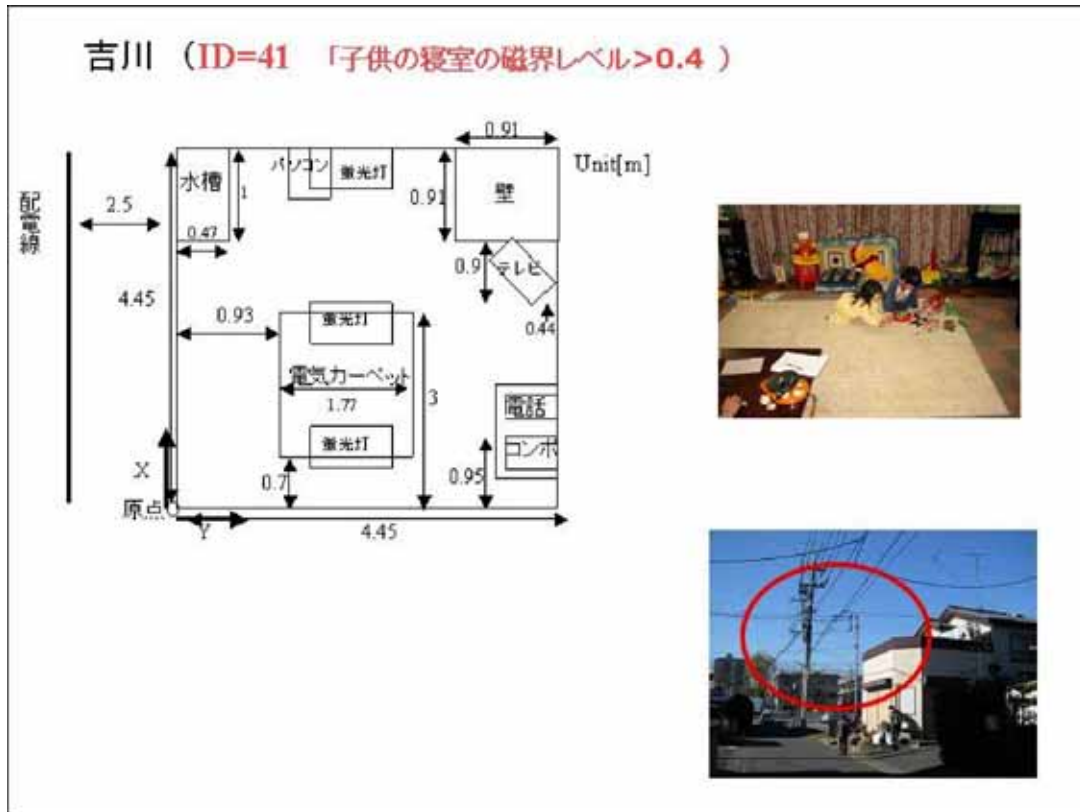 吉川 (ID=41 「子供の寝室の磁界レベル>0.4 )
0.91
Unit[m]
水槽
パソコン
蛍光灯
壁
1
0.91
配電線
2.5
0.47
0.9
テレビ
4.45
0.93
蛍光灯
0.44
電気カーペット
1.77
3
電話
蛍光灯
コンポ
X
0.7
0.95
原点
Y
4.45